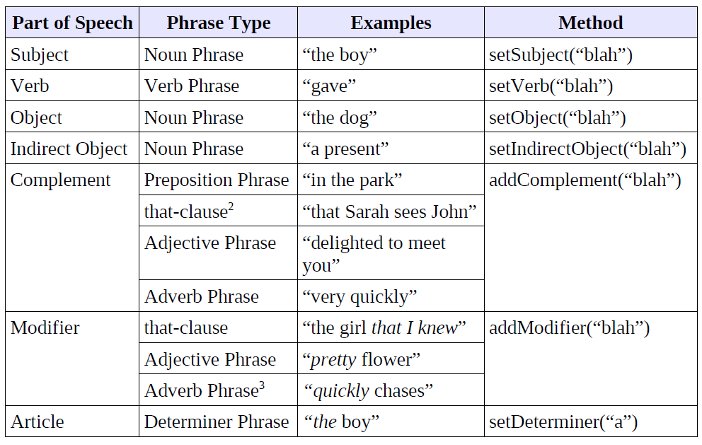 Part of Speech Phrase Type Examples Method
Subject Noun Phrase “the boy” setSubject(“blah”)
Verb Verb Phrase “gave” setVerb(“blah”)
Object Noun Phrase “the dog” setObject(“blah”)
Indirect Object Noun Phrase “a present” setIndirectObject(“blah”)
Complement Preposition Phrase “in the park” addComplement(“blah”)
that-clause² “that Sarah sees John”
Adjective Phrase “delighted to meet
you”
Adverb Phrase “very quickly”
Modifier that-clause “the girl that I knew” addModifier(“blah”)
Adjective Phrase “pretty flower”
Adverb Phrase³ “quickly chases”
Article Determiner Phrase “the boy” setDeterminer(“a”)